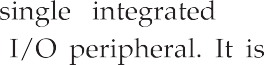 single integrated
I/O peripheral. It is